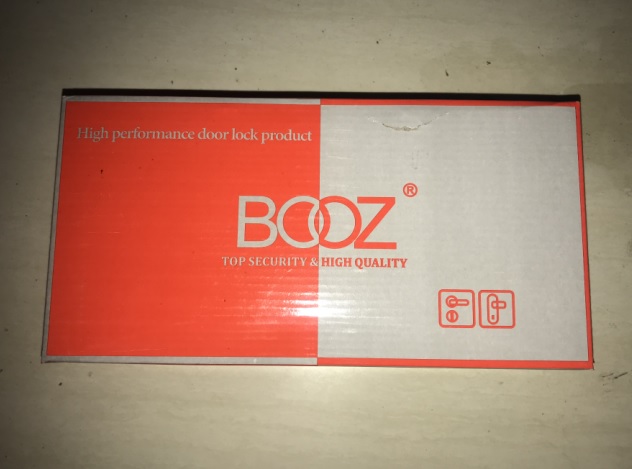 High performance door lock product
BOOZ®
TOP SECURITY & HIGH QUALITY